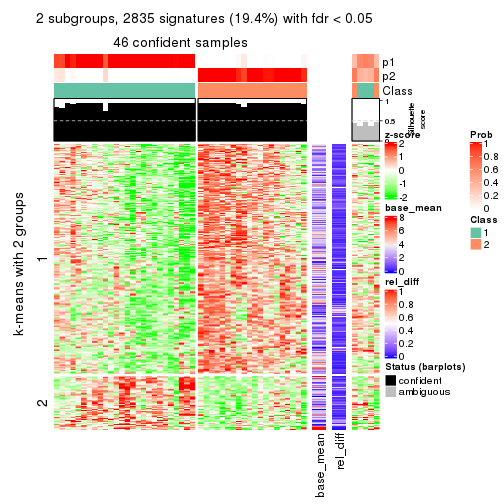 2 subgroups, 2835 signatures (19.4%) with fdr < 0.05
46 confident samples
p1
p2
Class
1
0.5
0
Silhouette
score
k-means with 2 groups
1
2
base_mean
rel_diff
z-score
2
1
0
-1
-2
base_mean
8
6
4
2
0
rel_diff
1
0.8
0.6
0.4
0.2
0
Status (barplots)
confident
ambiguous
Prob
1
0.8
0.6
0.4
0.2
0
Class
1
2